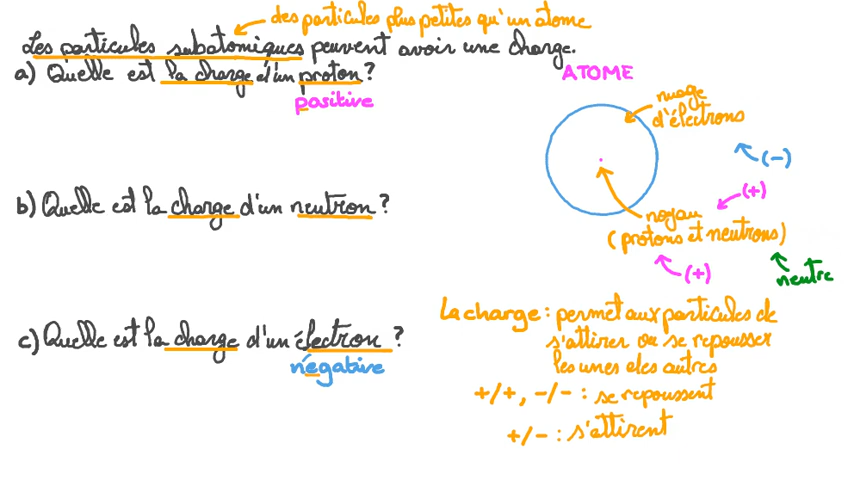 des particules plus petites qu'un atome
Les particules subatomiques peuvent avoir une charge.
a) Quelle est la charge d'un proton ?
positive
ATOME
nuage
d'électrons
(-)
(+)
noyau
(protons et neutrons)
(+)
neutre
b) Quelle est la charge d'un neutron ?
c) Quelle est la charge d'un électron ?
négative
La charge : permet aux particules de
s'attirer ou se repousser
les unes des autres
+/+, -/- : se repoussent
+/- : s'attirent